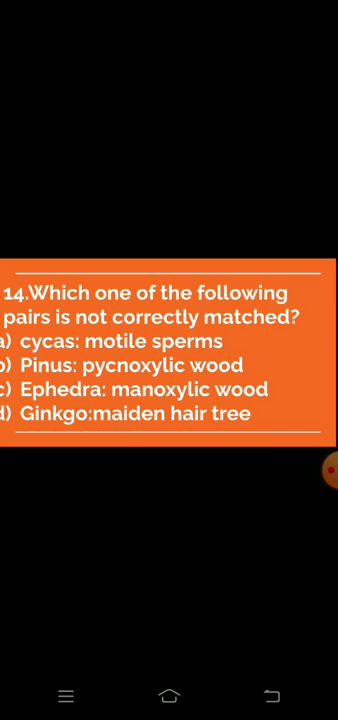 14.Which one of the following
pairs is not correctly matched?
a) cycas: motile sperms
b) Pinus: pycnoxylic wood
c) Ephedra: manoxylic wood
d) Ginkgo:maiden hair tree